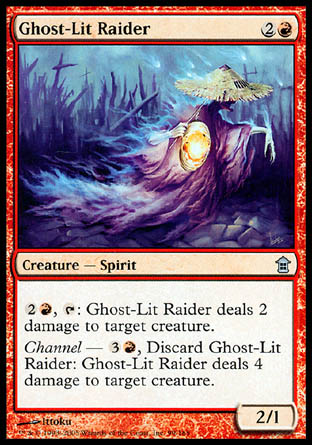 Ghost-Lit Raider 2
Creature — Spirit
2, : Ghost-Lit Raider deals 2
damage to target creature.
Channel — 3, Discard Ghost-Lit
Raider: Ghost-Lit Raider deals 4
damage to target creature.
Ittoku
2/1